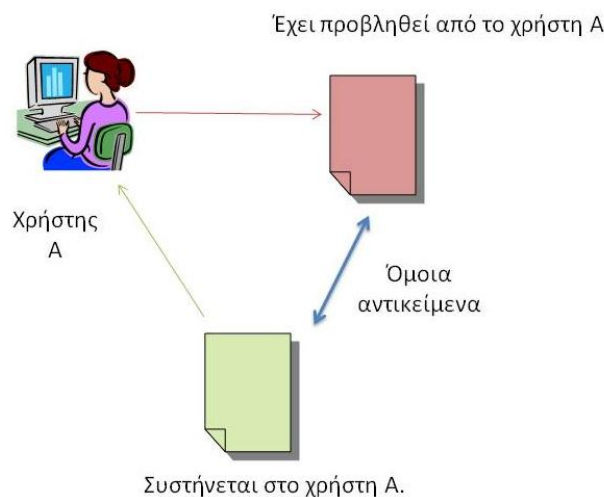 Έχει προβληθεί από το χρήστη Α
Χρήστης
Α
Όμοια
αντικείμενα
Συστήνεται στο χρήστη Α.